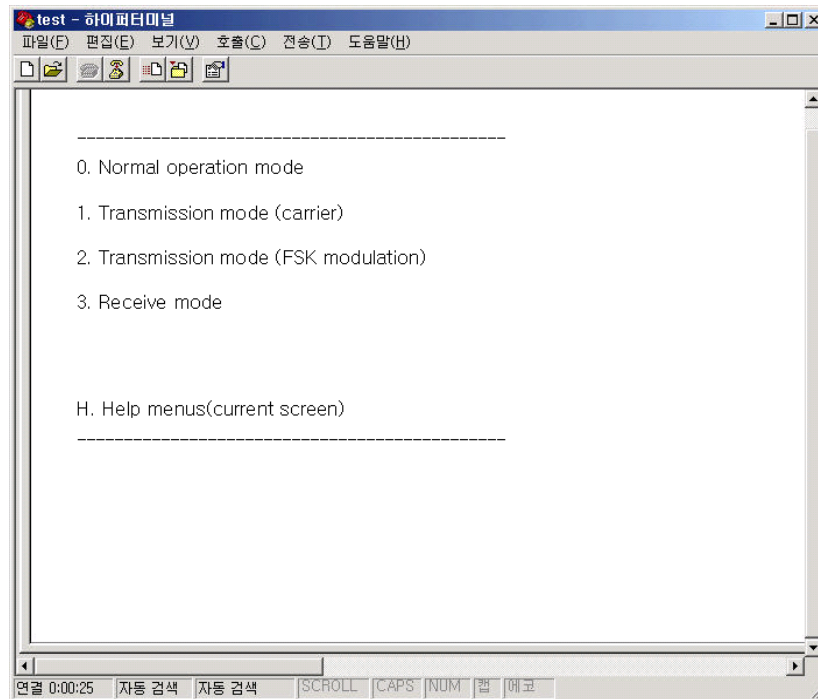 test - 하이퍼터미널
파일(F) 편집(E) 보기(V) 호출(C) 전송(T) 도움말(H)
----------------------------------------------
0. Normal operation mode
1. Transmission mode (carrier)
2. Transmission mode (FSK modulation)
3. Receive mode
H. Help menus(current screen)
----------------------------------------------
연결 0:00:25 자동 검색 자동 검색 SCROLL CAPS NUM 캡 에코